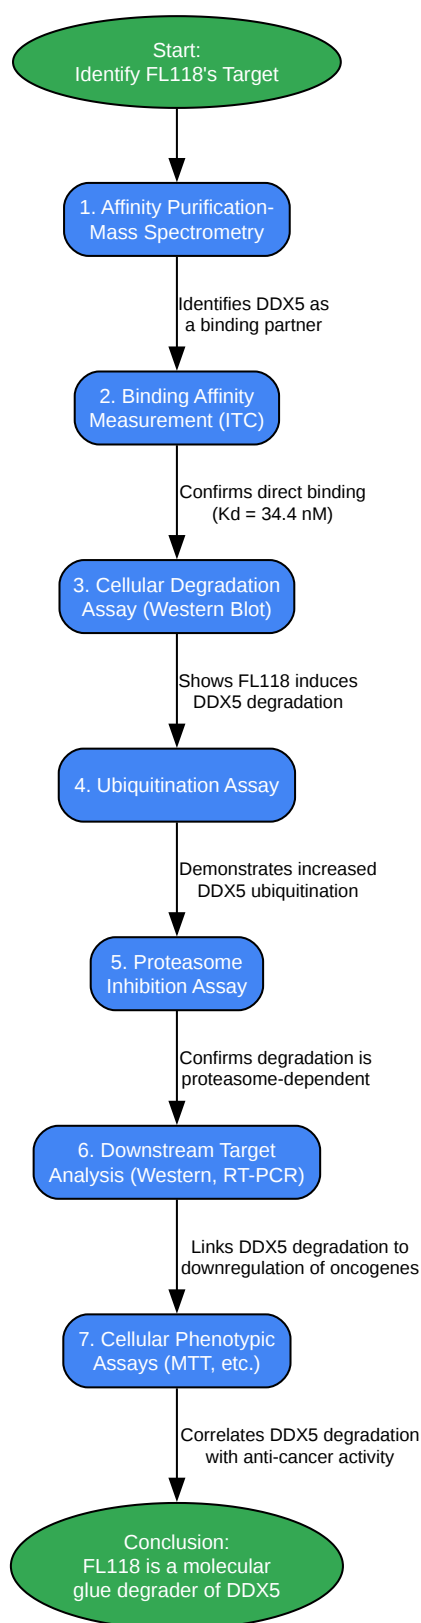 Start:
Identify FL118's Target
1. Affinity Purification-
Mass Spectrometry
Identifies DDX5 as
a binding partner
2. Binding Affinity
Measurement (ITC)
Confirms direct binding
(Kd = 34.4 nM)
3. Cellular Degradation
Assay (Western Blot)
Shows FL118 induces
DDX5 degradation
4. Ubiquitination Assay
Demonstrates increased
DDX5 ubiquitination
5. Proteasome
Inhibition Assay
Confirms degradation is
proteasome-dependent
6. Downstream Target
Analysis (Western, RT-PCR)
Links DDX5 degradation to
downregulation of oncogenes
7. Cellular Phenotypic
Assays (MTT, etc.)
Correlates DDX5 degradation
with anti-cancer activity
Conclusion:
FL118 is a molecular
glue degrader of DDX5